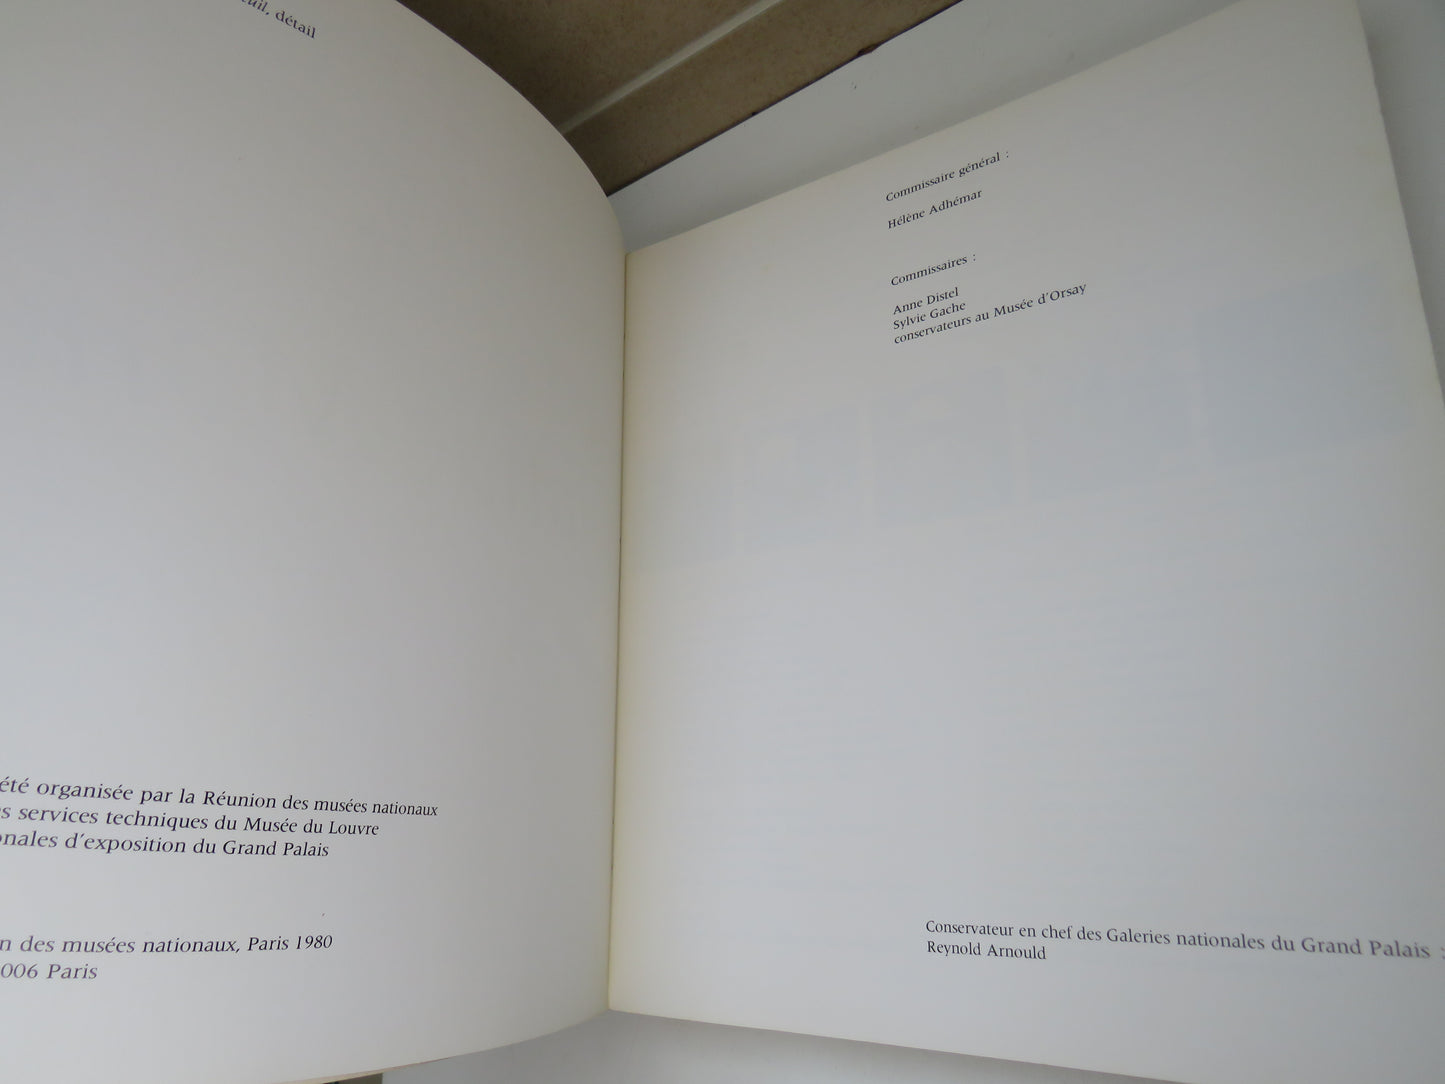 détail
été organisée par la Réunion des musées nationaux
services techniques du Musée du Louvre
d'exposition du Grand Palais
des musées nationaux, Paris 1980
006 Paris
Commissaire général :
Hélène Adhémar
Commissaires :
Anne Distel
Sylvie Gache
conservateurs au Musée d'Orsay
Conservateur en chef des Galeries nationales du Grand Palais :
Reynold Arnould